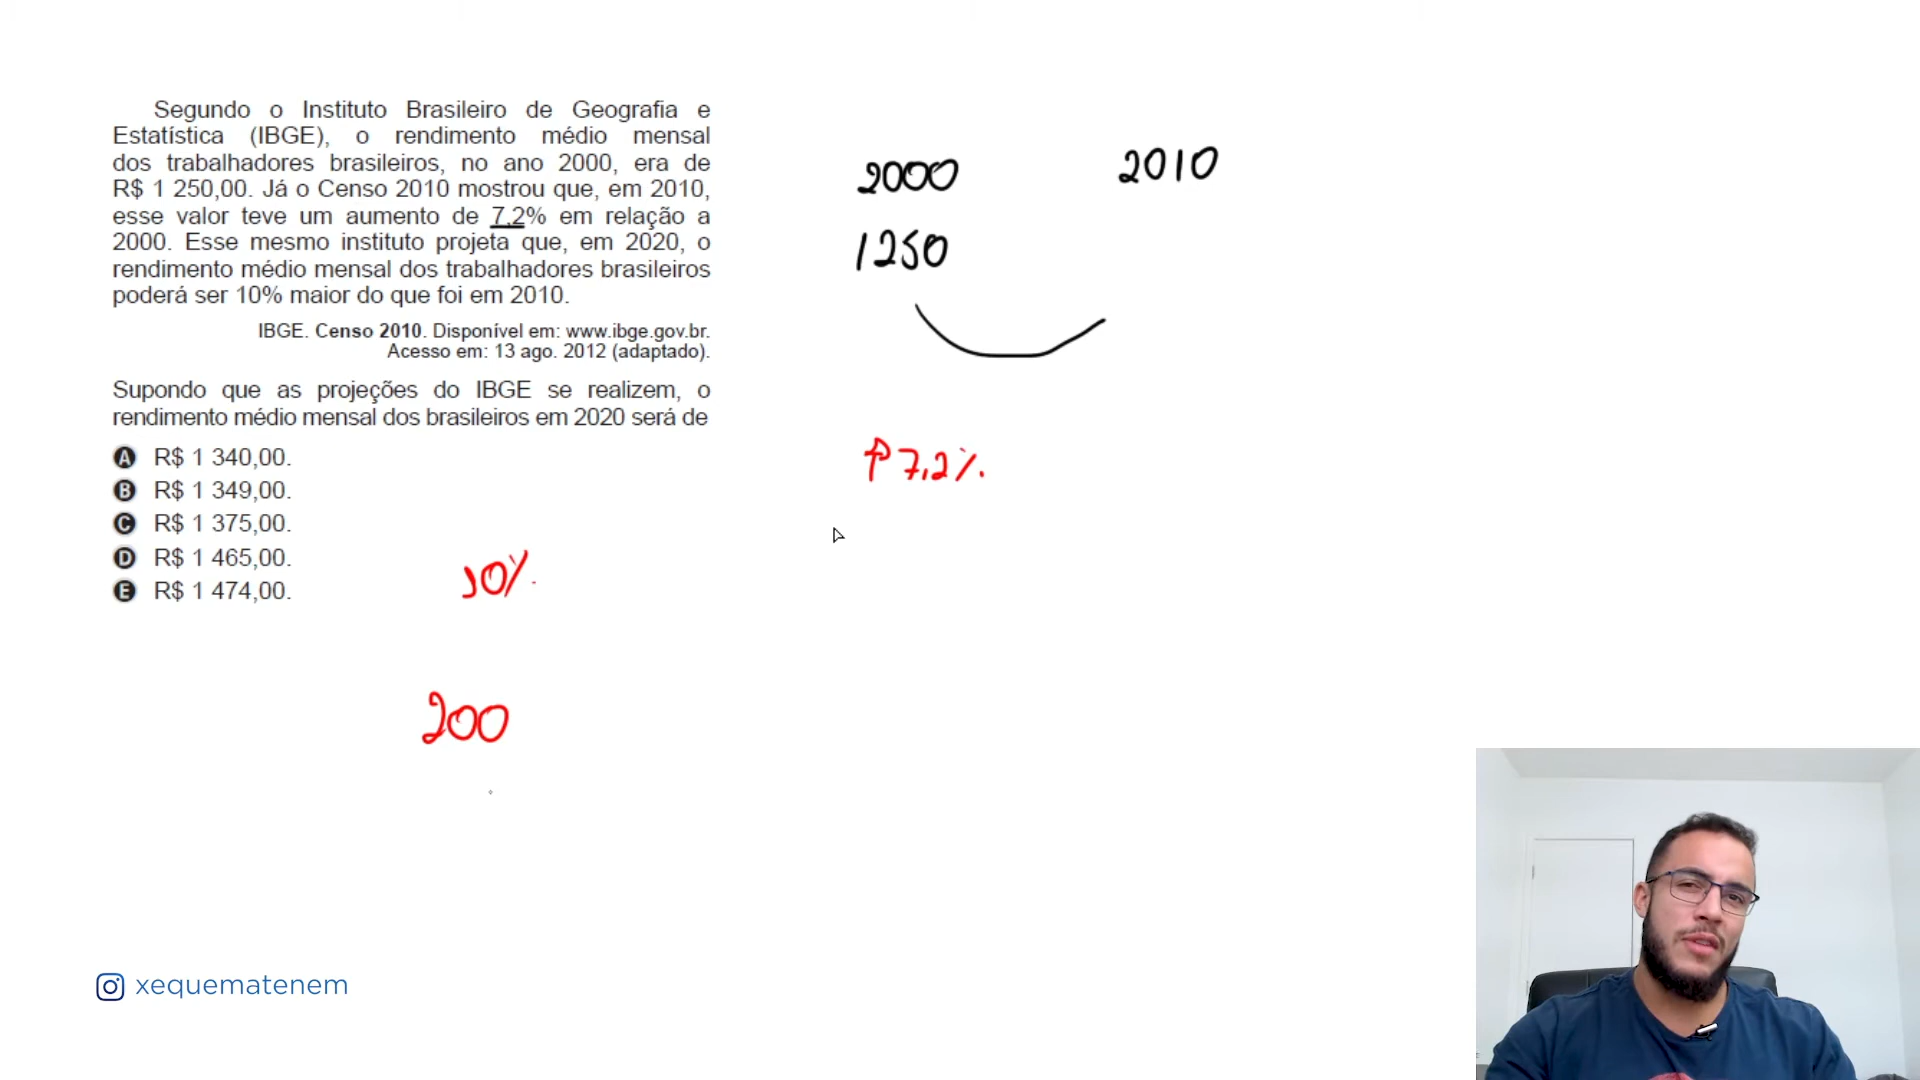 Segundo o Instituto Brasileiro de Geografia e
Estatística (IBGE), o rendimento médio mensal
dos trabalhadores brasileiros, no ano 2000, era de
R$ 1 250,00. Já o Censo 2010 mostrou que, em 2010,
esse valor teve um aumento de 7,2% em relação a
2000. Esse mesmo instituto projeta que, em 2020, o
rendimento médio mensal dos trabalhadores brasileiros
poderá ser 10% maior do que foi em 2010.
IBGE. Censo 2010. Disponível em: www.ibge.gov.br.
Acesso em: 13 ago. 2012 (adaptado).
Supondo que as projeções do IBGE se realizem, o
rendimento médio mensal dos brasileiros em 2020 será de
A R$ 1 340,00.
B R$ 1 349,00.
C R$ 1 375,00.
D R$ 1 465,00.
E R$ 1 474,00.
10%
200
2000 2010
1250
↑ 7,2%
xequematenem